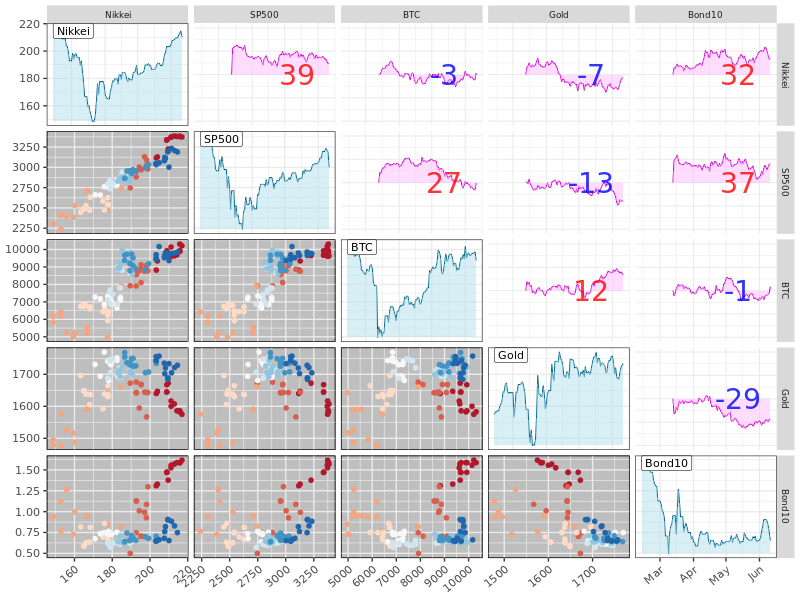 Nikkei SP500 BTC Gold Bond10
220 Nikkei
200
180
160
39 -3 -7 32
Nikkei
3250 SP500
3000
2750
2500
2250
27 -13 37
SP500
10000 BTC
9000
8000
7000
6000
5000
12 -1
BTC
1700 Gold
1600
1500
-29
Gold
1.50 Bond10
1.25
1.00
0.75
0.50
Bond10
160 180 200 220 2250 2500 2750 3000 3250 5000 6000 7000 8000 9000 10000 1500 1600 1700 Mar Apr May Jun